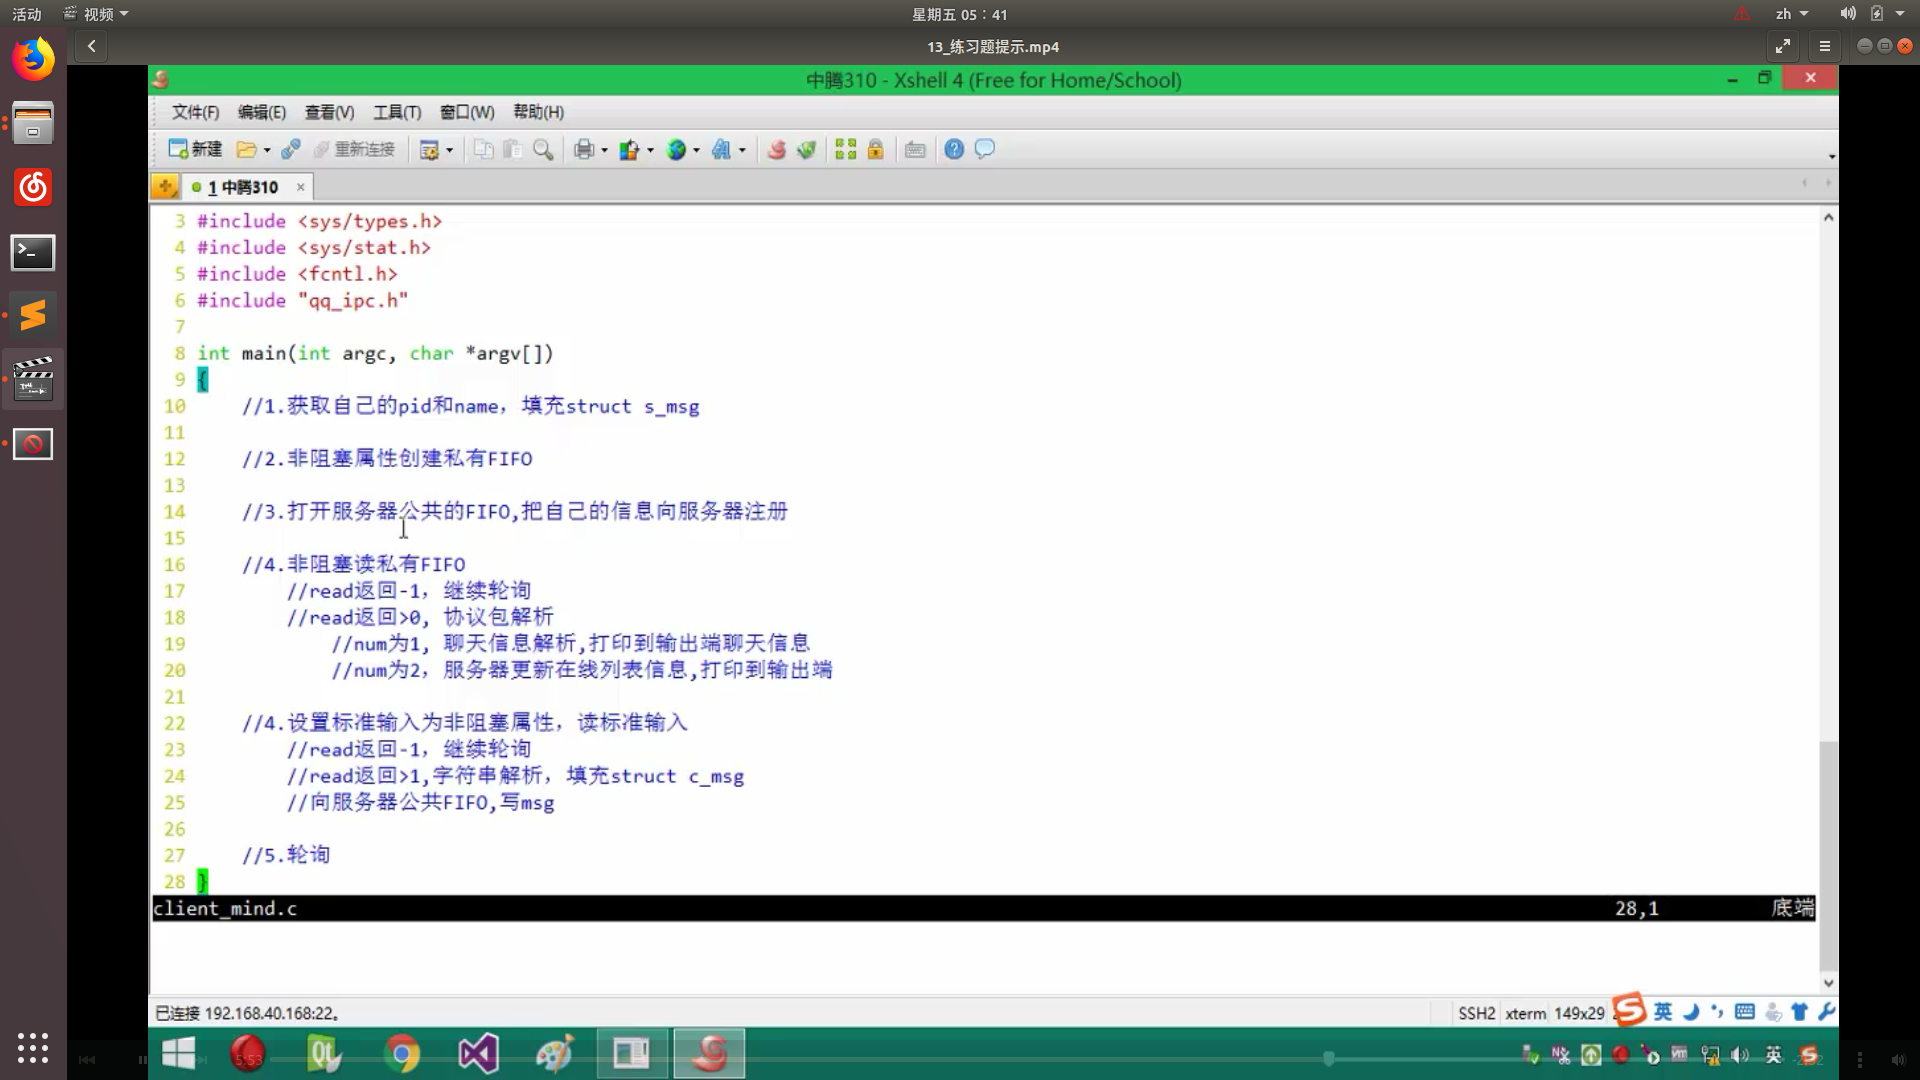 活动 视频 星期五 05：41 zh
13_练习题提示.mp4
中腾310 - Xshell 4 (Free for Home/School)
文件(F) 编辑(E) 查看(V) 工具(T) 窗口(W) 帮助(H)
新建 重新连接
1 中腾310
3 #include <sys/types.h>
4 #include <sys/stat.h>
5 #include <fcntl.h>
6 #include "qq_ipc.h"
7
8 int main(int argc, char *argv[])
9 {
10 //1.获取自己的pid和name，填充struct s_msg
11
12 //2.非阻塞属性创建私有FIFO
13
14 //3.打开服务器公共的FIFO,把自己的信息向服务器注册
15
16 //4.非阻塞读私有FIFO
17 //read返回-1，继续轮询
18 //read返回>0, 协议包解析
19 //num为1, 聊天信息解析,打印到输出端聊天信息
20 //num为2，服务器更新在线列表信息,打印到输出端
21
22 //4.设置标准输入为非阻塞属性，读标准输入
23 //read返回-1，继续轮询
24 //read返回>1,字符串解析，填充struct c_msg
25 //向服务器公共FIFO,写msg
26
27 //5.轮询
28 }
client_mind.c 28,1 底端
已连接 192.168.40.168:22。 SSH2 xterm 149x29 英
5:53 英